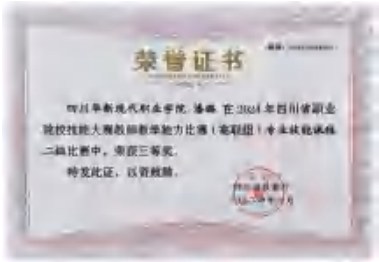 荣誉证书
四川华新现代职业学院 潘璐 在2024年四川省职业
院校技能大赛教师教学能力比赛（高职组）专业技能课程
二组比赛中，荣获三等奖。
特发此证，以资鼓励。